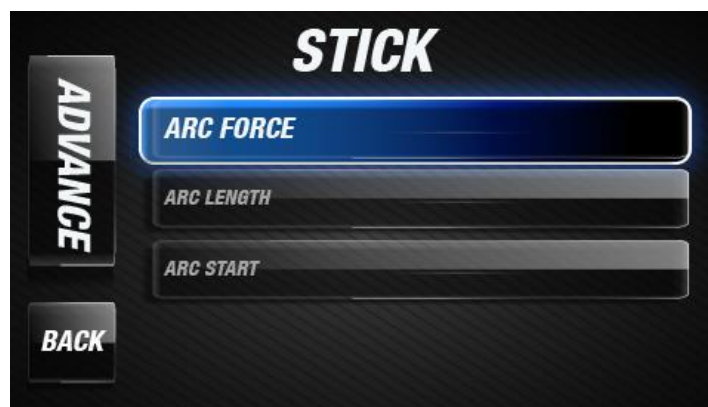 STICK
ADVANCE
ARC FORCE
ARC LENGTH
ARC START
BACK